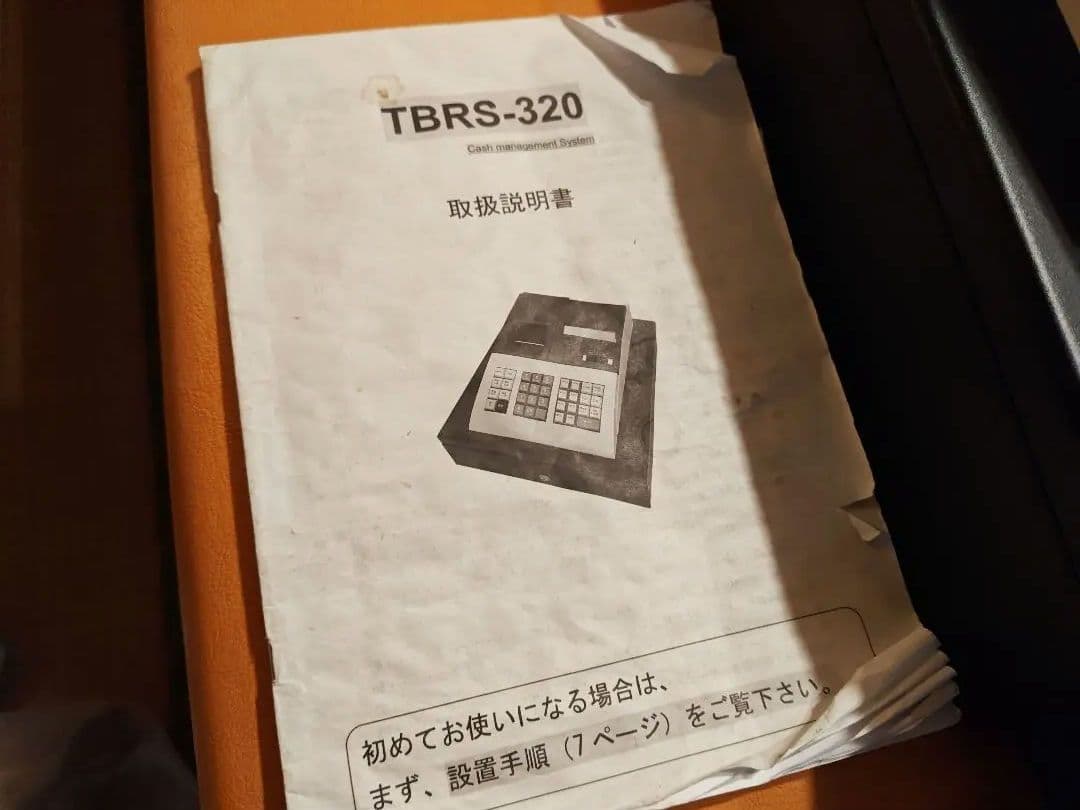 TBRS-320
Cash management System
取扱説明書
初めてお使いになる場合は、
まず、設置手順（7ページ）をご覧下さい。